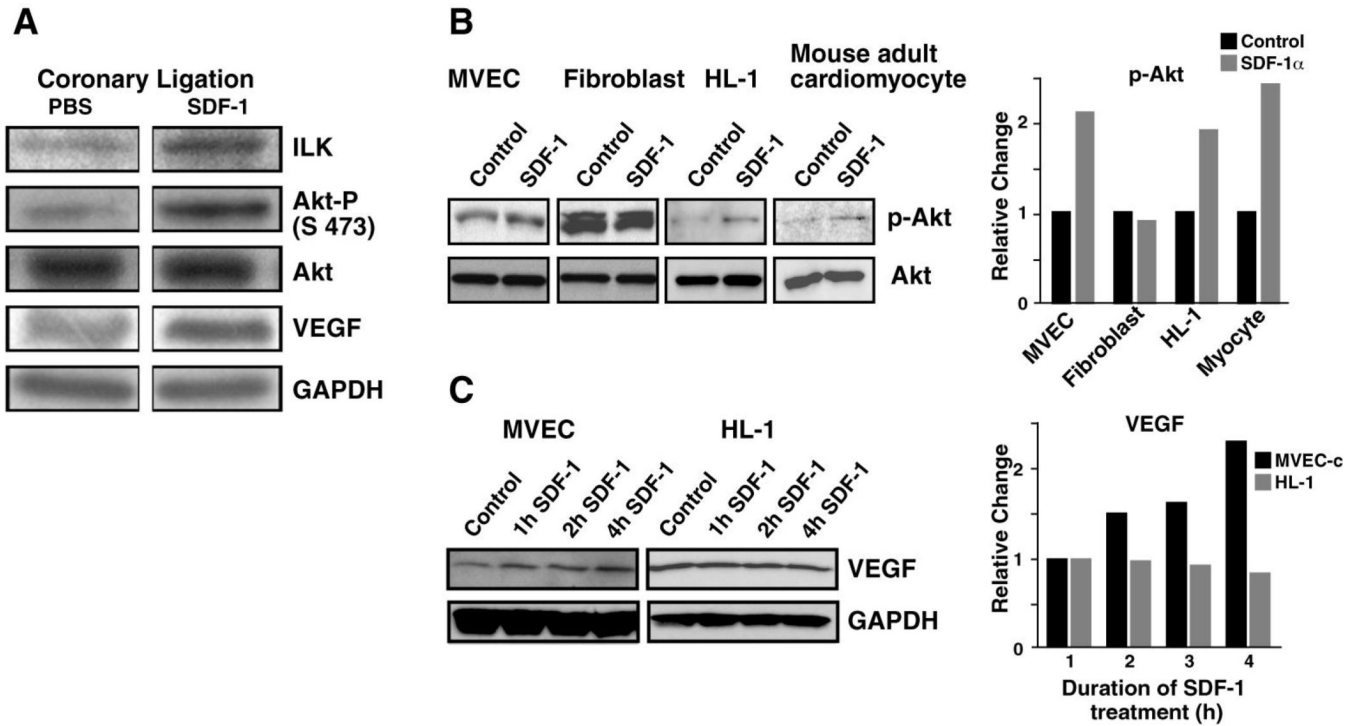 A
Coronary Ligation
PBS
SDF-1
ILK
Akt-P
(S 473)
Akt
VEGF
GAPDH
B
MVEC
Fibroblast
HL-1
Mouse adult
cardiomyocyte
Control
SDF-1
Control
SDF-1
Control
SDF-1
Control
SDF-1
p-Akt
Akt
Control
SDF-1α
p-Akt
Relative Change
2
1
0
MVEC
Fibroblast
HL-1
Myocyte
C
MVEC
HL-1
Control
1h SDF-1
2h SDF-1
4h SDF-1
Control
1h SDF-1
2h SDF-1
4h SDF-1
VEGF
GAPDH
VEGF
MVEC-c
HL-1
Relative Change
2
1
0
1
2
3
4
Duration of SDF-1
treatment (h)